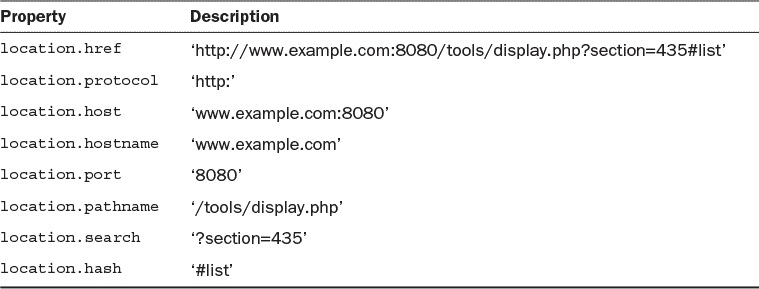 Property Description
location.href ‘http://www.example.com:8080/tools/display.php?section=435#list’
location.protocol ‘http:’
location.host ‘www.example.com:8080’
location.hostname ‘www.example.com’
location.port ‘8080’
location.pathname ‘/tools/display.php’
location.search ‘?section=435’
location.hash ‘#list’